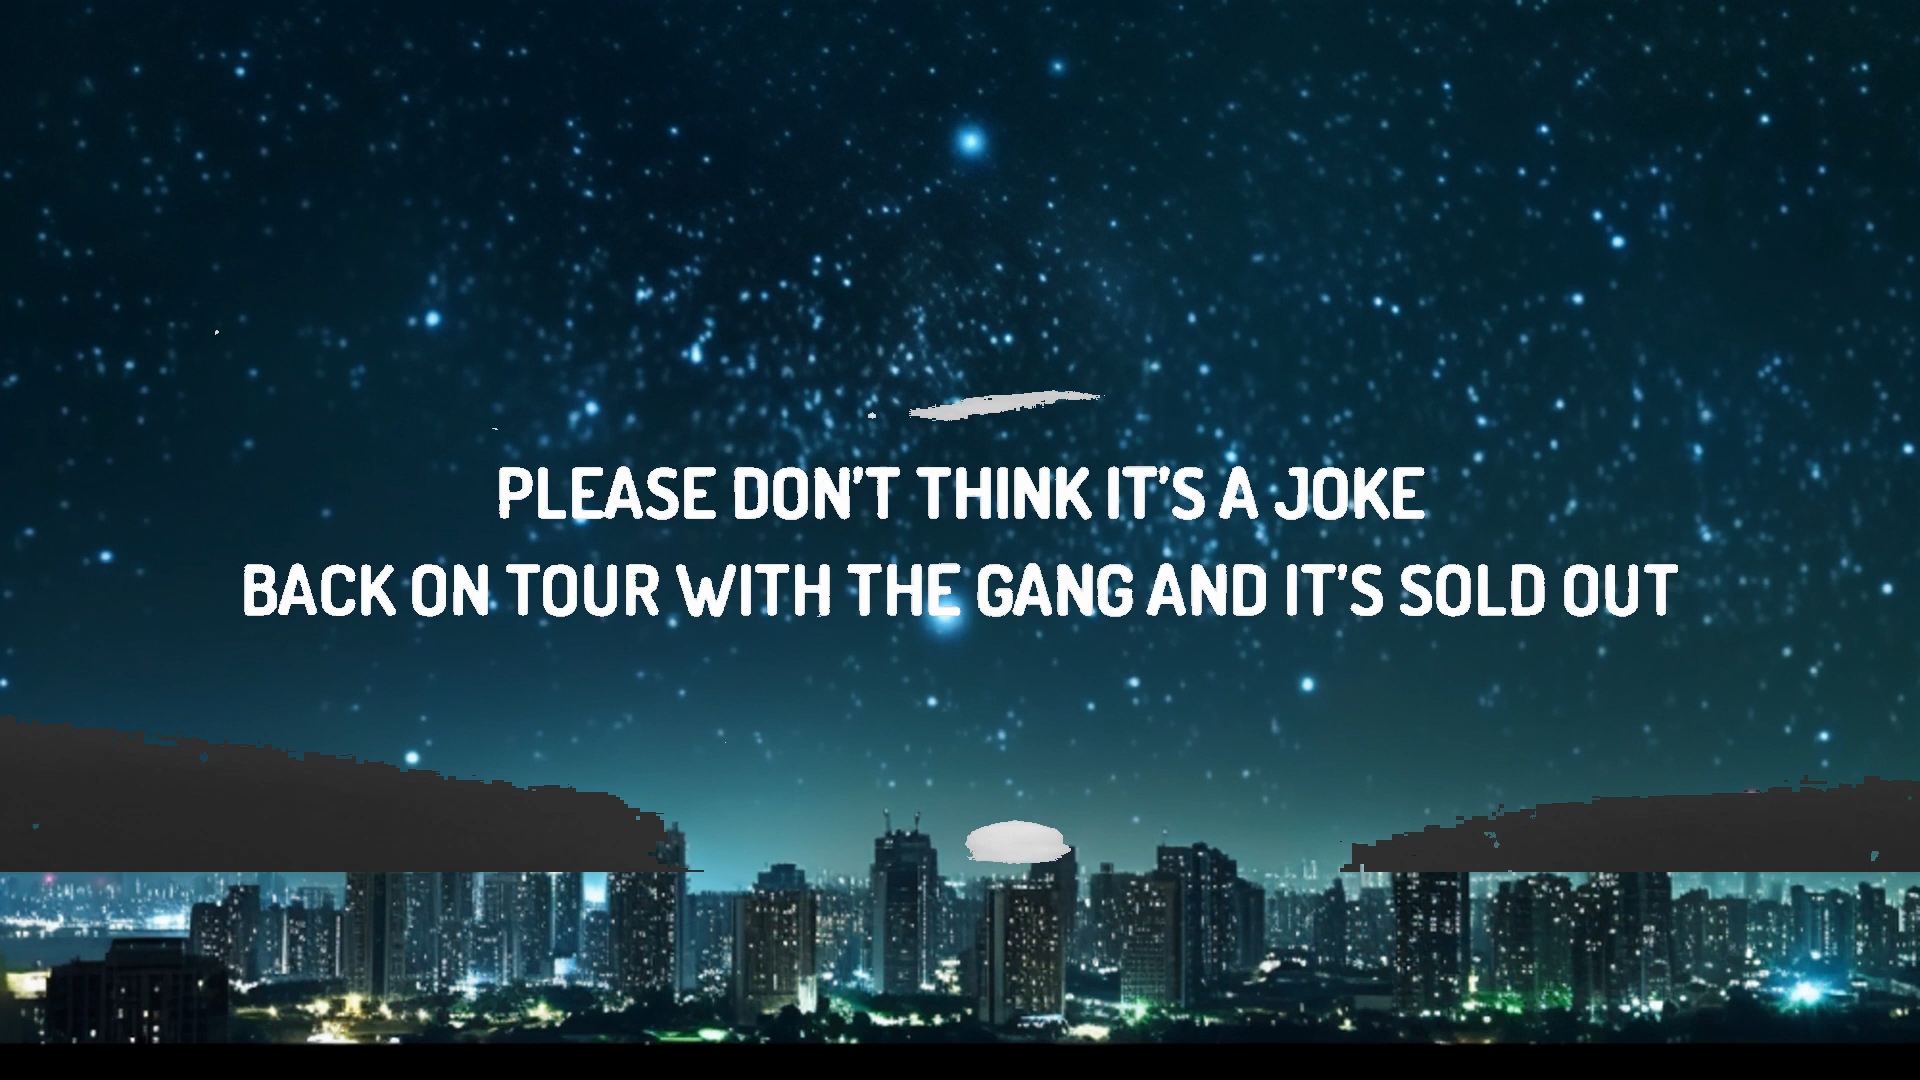 PLEASE DON'T THINK IT'S A JOKE
BACK ON TOUR WITH THE GANG AND IT'S SOLD OUT